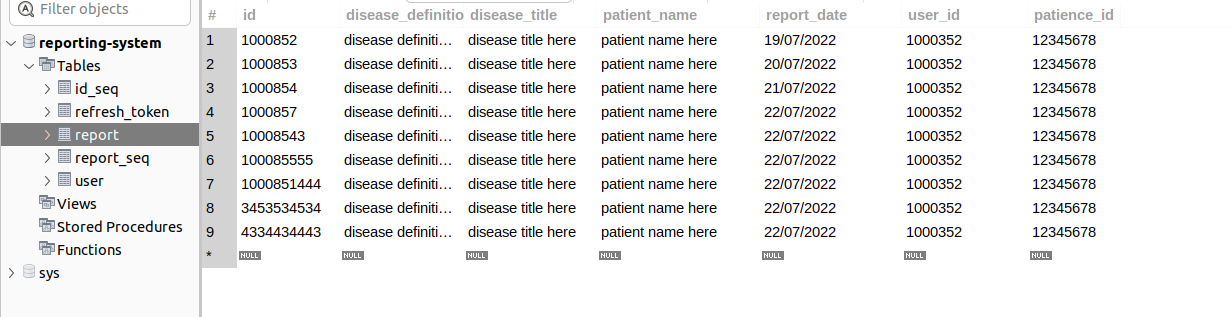 Filter objects
reporting-system
Tables
id_seq
refresh_token
report
report_seq
user
Views
Stored Procedures
Functions
sys
# id disease_definitio disease_title patient_name report_date user_id patience_id
1 1000852 disease definiti... disease title here patient name here 19/07/2022 1000352 12345678
2 1000853 disease definiti... disease title here patient name here 20/07/2022 1000352 12345678
3 1000854 disease definiti... disease title here patient name here 21/07/2022 1000352 12345678
4 1000857 disease definiti... disease title here patient name here 22/07/2022 1000352 12345678
5 10008543 disease definiti... disease title here patient name here 22/07/2022 1000352 12345678
6 100085555 disease definiti... disease title here patient name here 22/07/2022 1000352 12345678
7 1000851444 disease definiti... disease title here patient name here 22/07/2022 1000352 12345678
8 3453534534 disease definiti... disease title here patient name here 22/07/2022 1000352 12345678
9 4334434443 disease definiti... disease title here patient name here 22/07/2022 1000352 12345678
* NULL NULL NULL NULL NULL NULL NULL